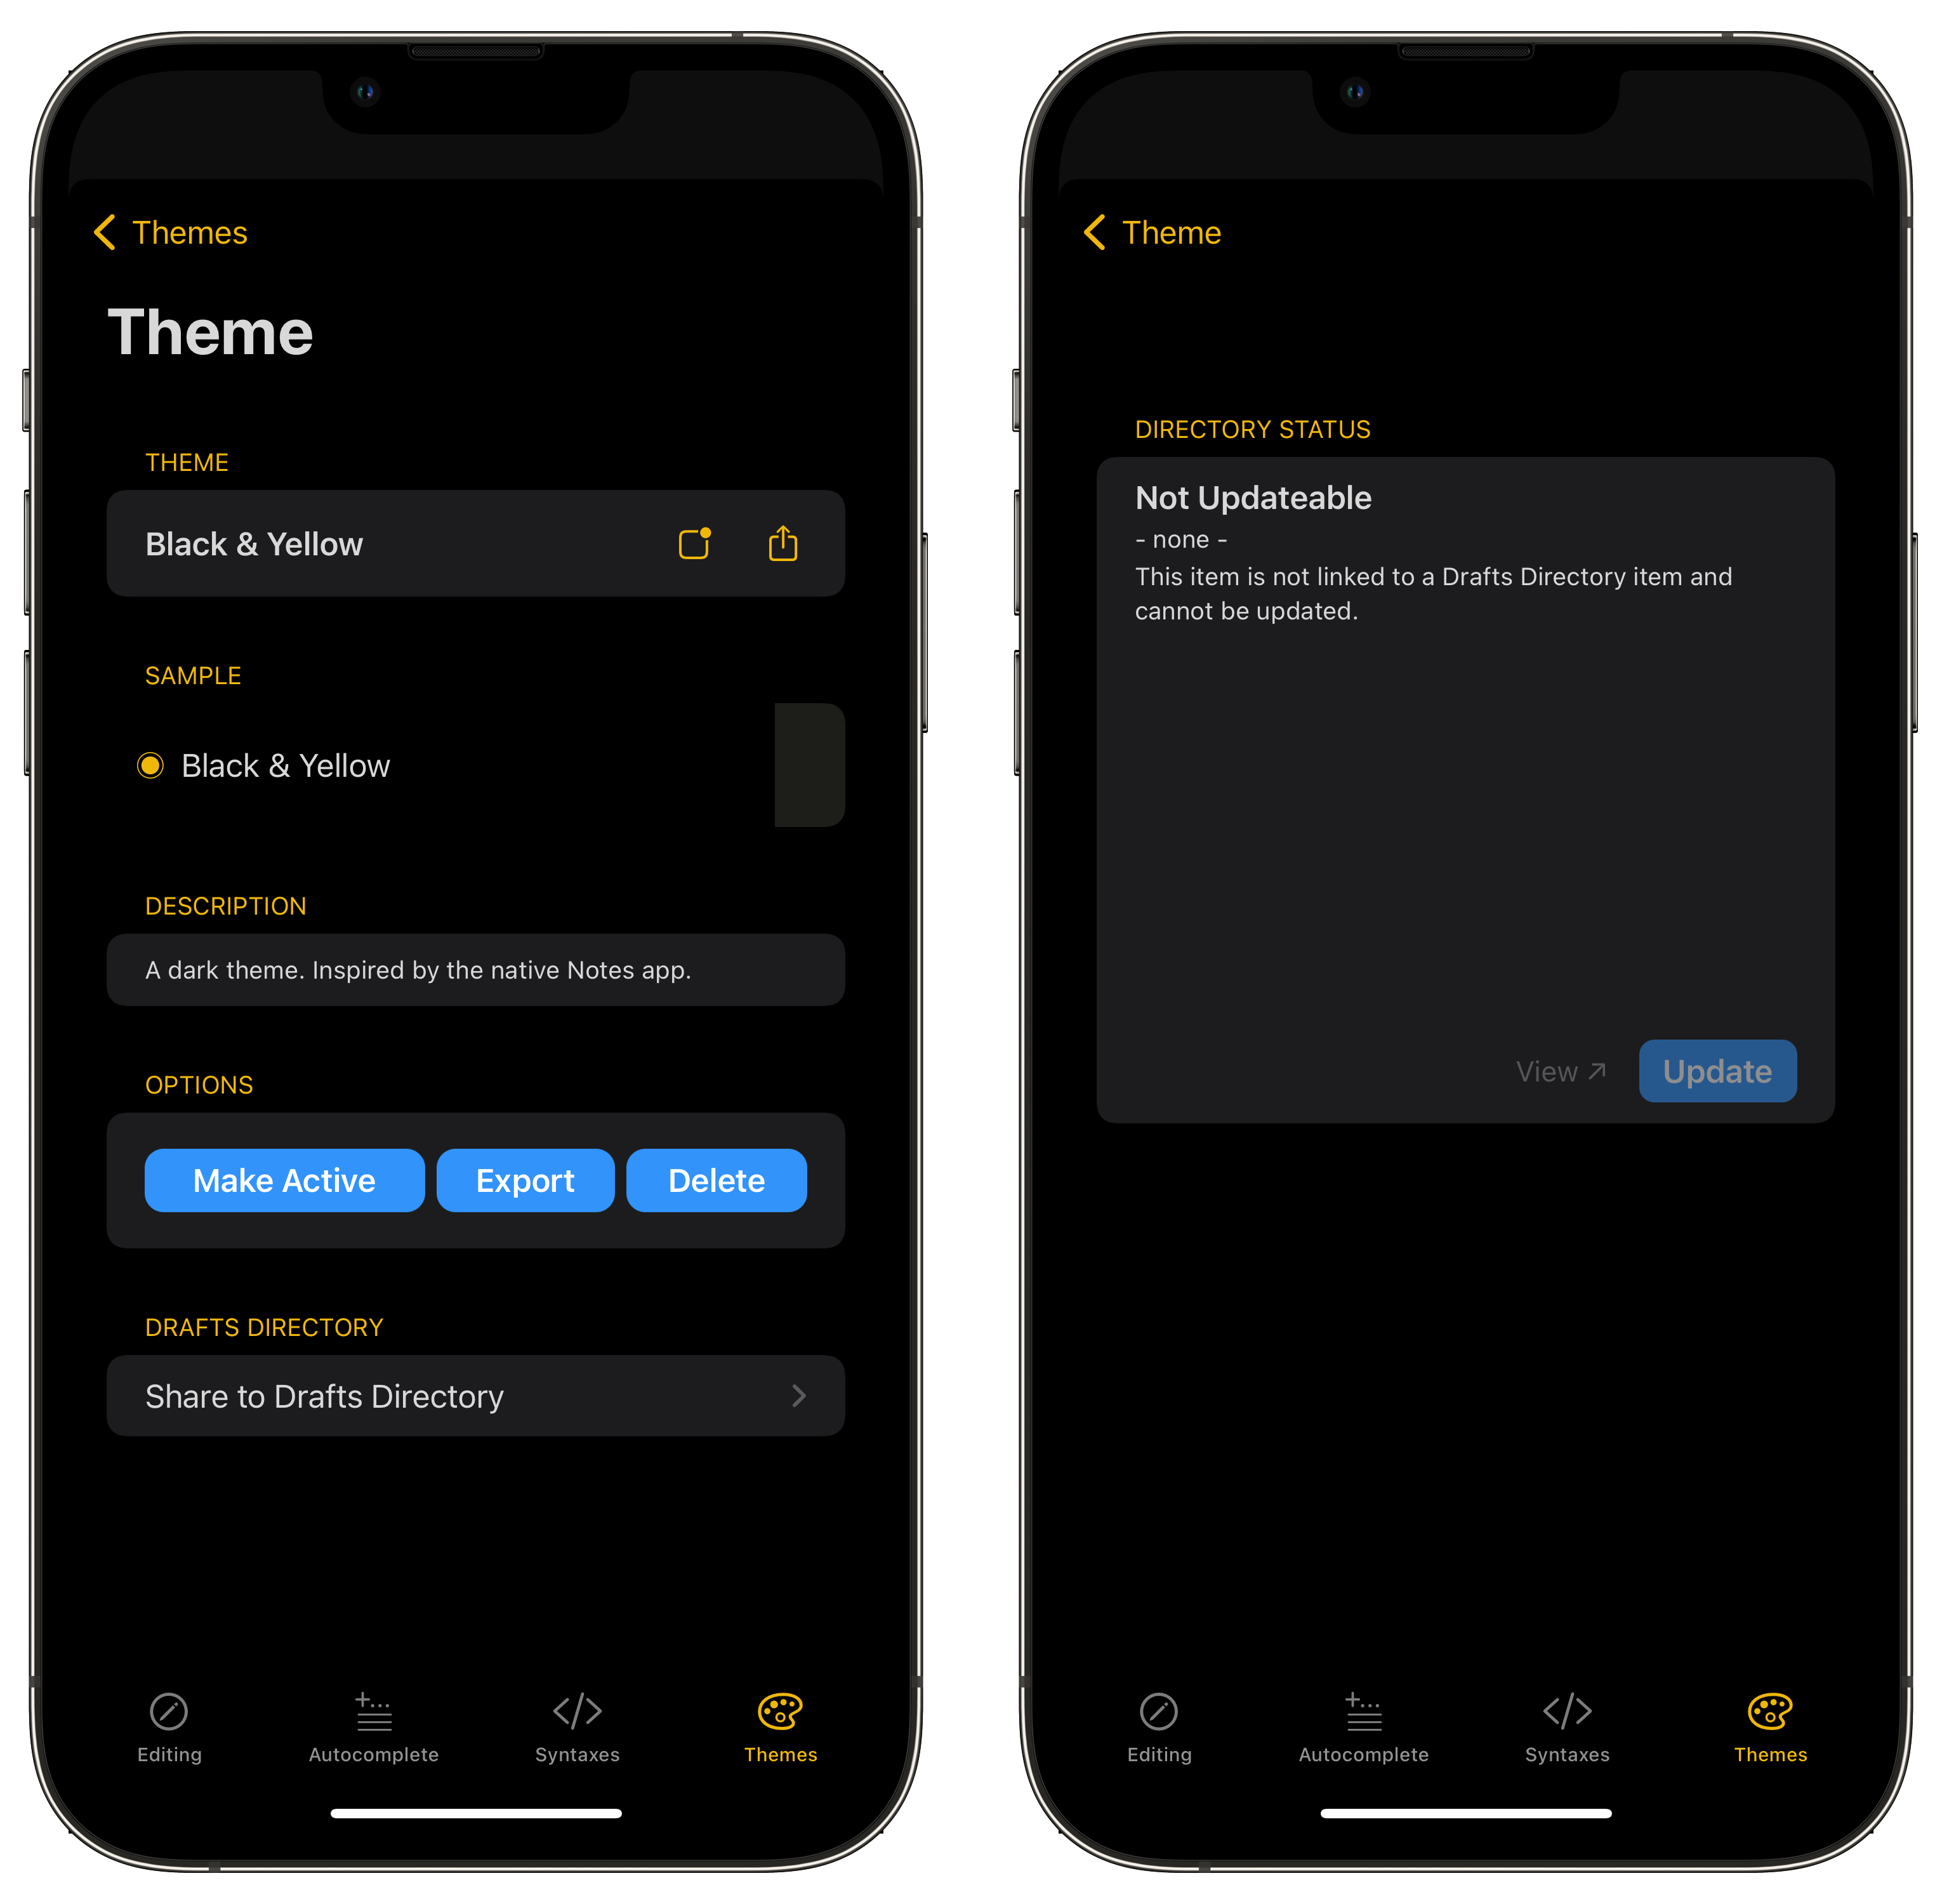 Themes
Theme
THEME
Black & Yellow
SAMPLE
Black & Yellow
DESCRIPTION
A dark theme. Inspired by the native Notes app.
OPTIONS
Make Active
Export
Delete
DRAFTS DIRECTORY
Share to Drafts Directory
Editing
Autocomplete
Syntaxes
Themes
Theme
DIRECTORY STATUS
Not Updateable
- none -
This item is not linked to a Drafts Directory item and
cannot be updated.
View
Update
Editing
Autocomplete
Syntaxes
Themes